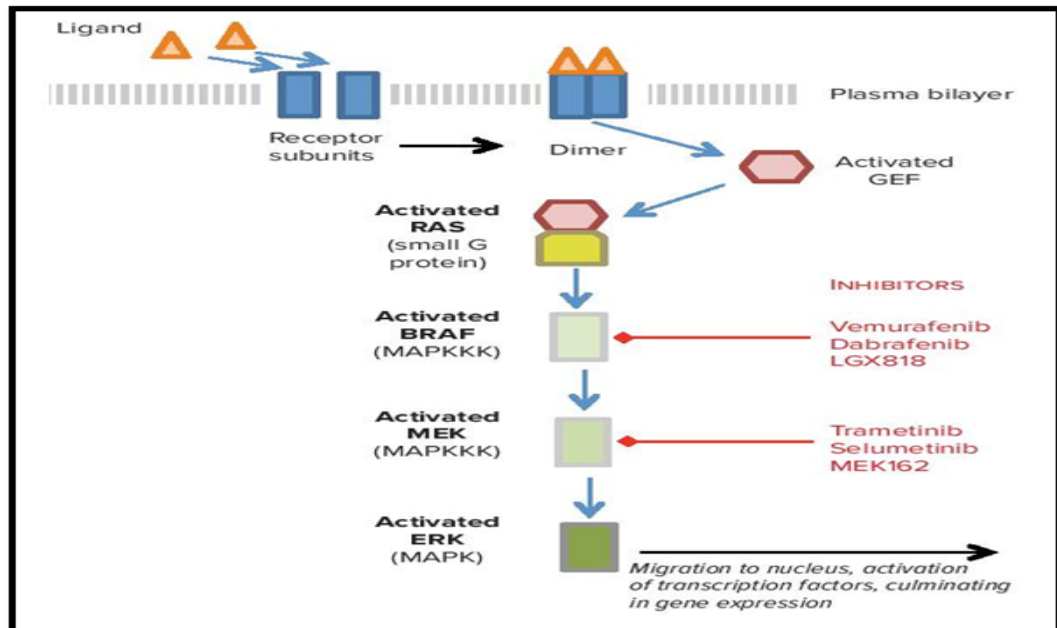 Ligand
Plasma bilayer
Receptor
subunits
Dimer
Activated
GEF
Activated
RAS
(small G
protein)
INHIBITORS
Activated
BRAF
(MAPKKK)
Vemurafenib
Dabrafenib
LGX818
Activated
MEK
(MAPKKK)
Trametinib
Selumetinib
MEK162
Activated
ERK
(MAPK)
Migration to nucleus, activation
of transcription factors, culminating
in gene expression